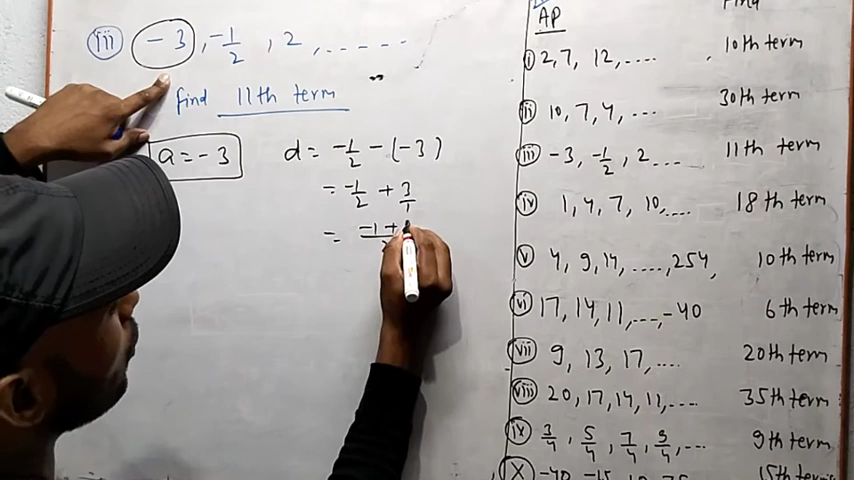 (iii) -3, -1/2, 2, ------
find 11th term
a = -3
d = -1/2 - (-3)
= -1/2 + 3/1
= -1+
AP
(i) 2, 7, 12, .... 10th term
(ii) 10, 7, 4, ... 30th term
(iii) -3, -1/2, 2 ... 11th term
(iv) 1, 4, 7, 10, .... 18th term
(v) 4, 9, 14, ...., 254, 10th term
(vi) 17, 14, 11, ..., -40 6th term
(vii) 9, 13, 17, .... 20th term
(viii) 20, 17, 14, 11, .... 35th term
(ix) 3/4, 5/4, 7/4, 9/4, ... 9th term
(X) -40, -15, 15th term